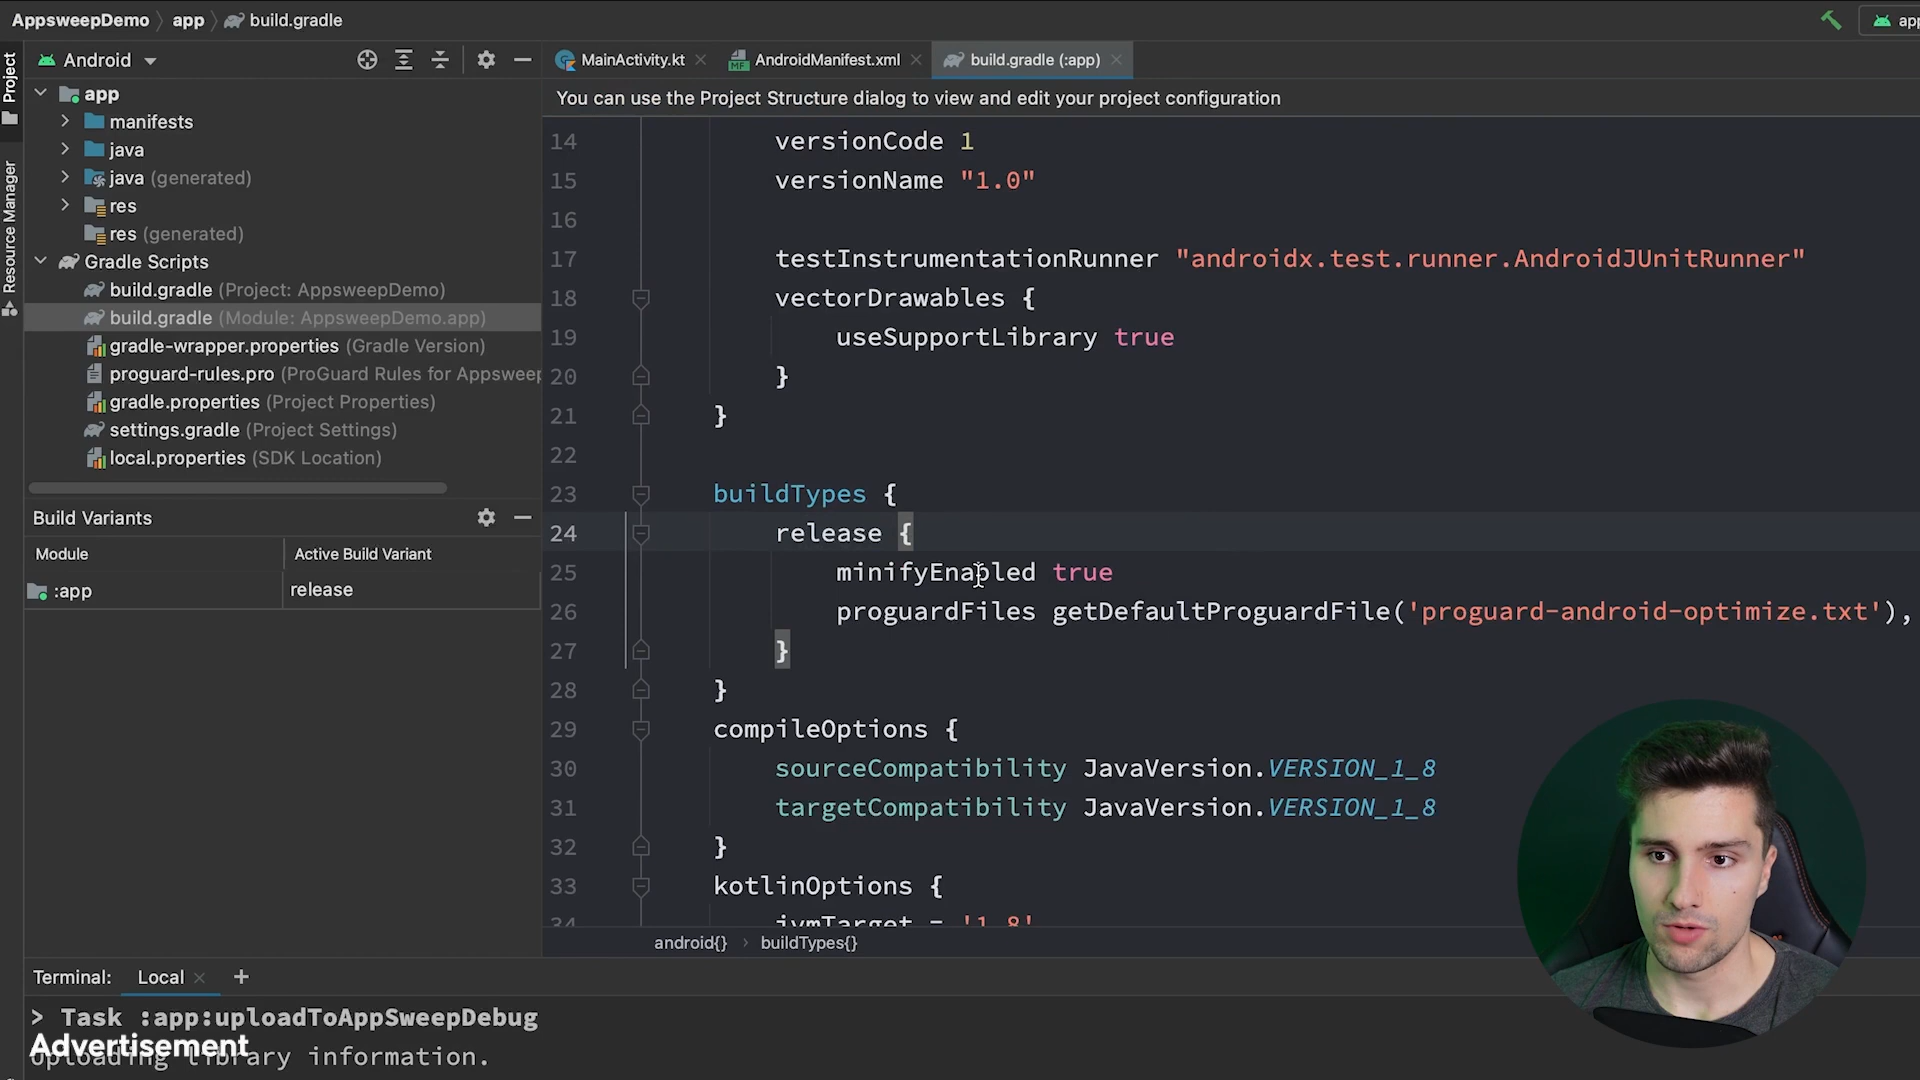 AppsweepDemo app build.gradle
app
Project
Resource Manager
Android
app
manifests
java
java (generated)
res
res (generated)
Gradle Scripts
build.gradle (Project: AppsweepDemo)
build.gradle (Module: AppsweepDemo.app)
gradle-wrapper.properties (Gradle Version)
proguard-rules.pro (ProGuard Rules for Appsweep
gradle.properties (Project Properties)
settings.gradle (Project Settings)
local.properties (SDK Location)
Build Variants
Module Active Build Variant
:app release
MainActivity.kt AndroidManifest.xml build.gradle (:app)
You can use the Project Structure dialog to view and edit your project configuration
14 versionCode 1
15 versionName "1.0"
16
17 testInstrumentationRunner "androidx.test.runner.AndroidJUnitRunner"
18 vectorDrawables {
19 useSupportLibrary true
20 }
21 }
22
23 buildTypes {
24 release {
25 minifyEnabled true
26 proguardFiles getDefaultProguardFile('proguard-android-optimize.txt'),
27 }
28 }
29 compileOptions {
30 sourceCompatibility JavaVersion.VERSION_1_8
31 targetCompatibility JavaVersion.VERSION_1_8
32 }
33 kotlinOptions {
34 jvmTarget = '1.8'
android{} › buildTypes{}
Terminal: Local +
> Task :app:uploadToAppSweepDebug
Uploading library information.
Advertisement